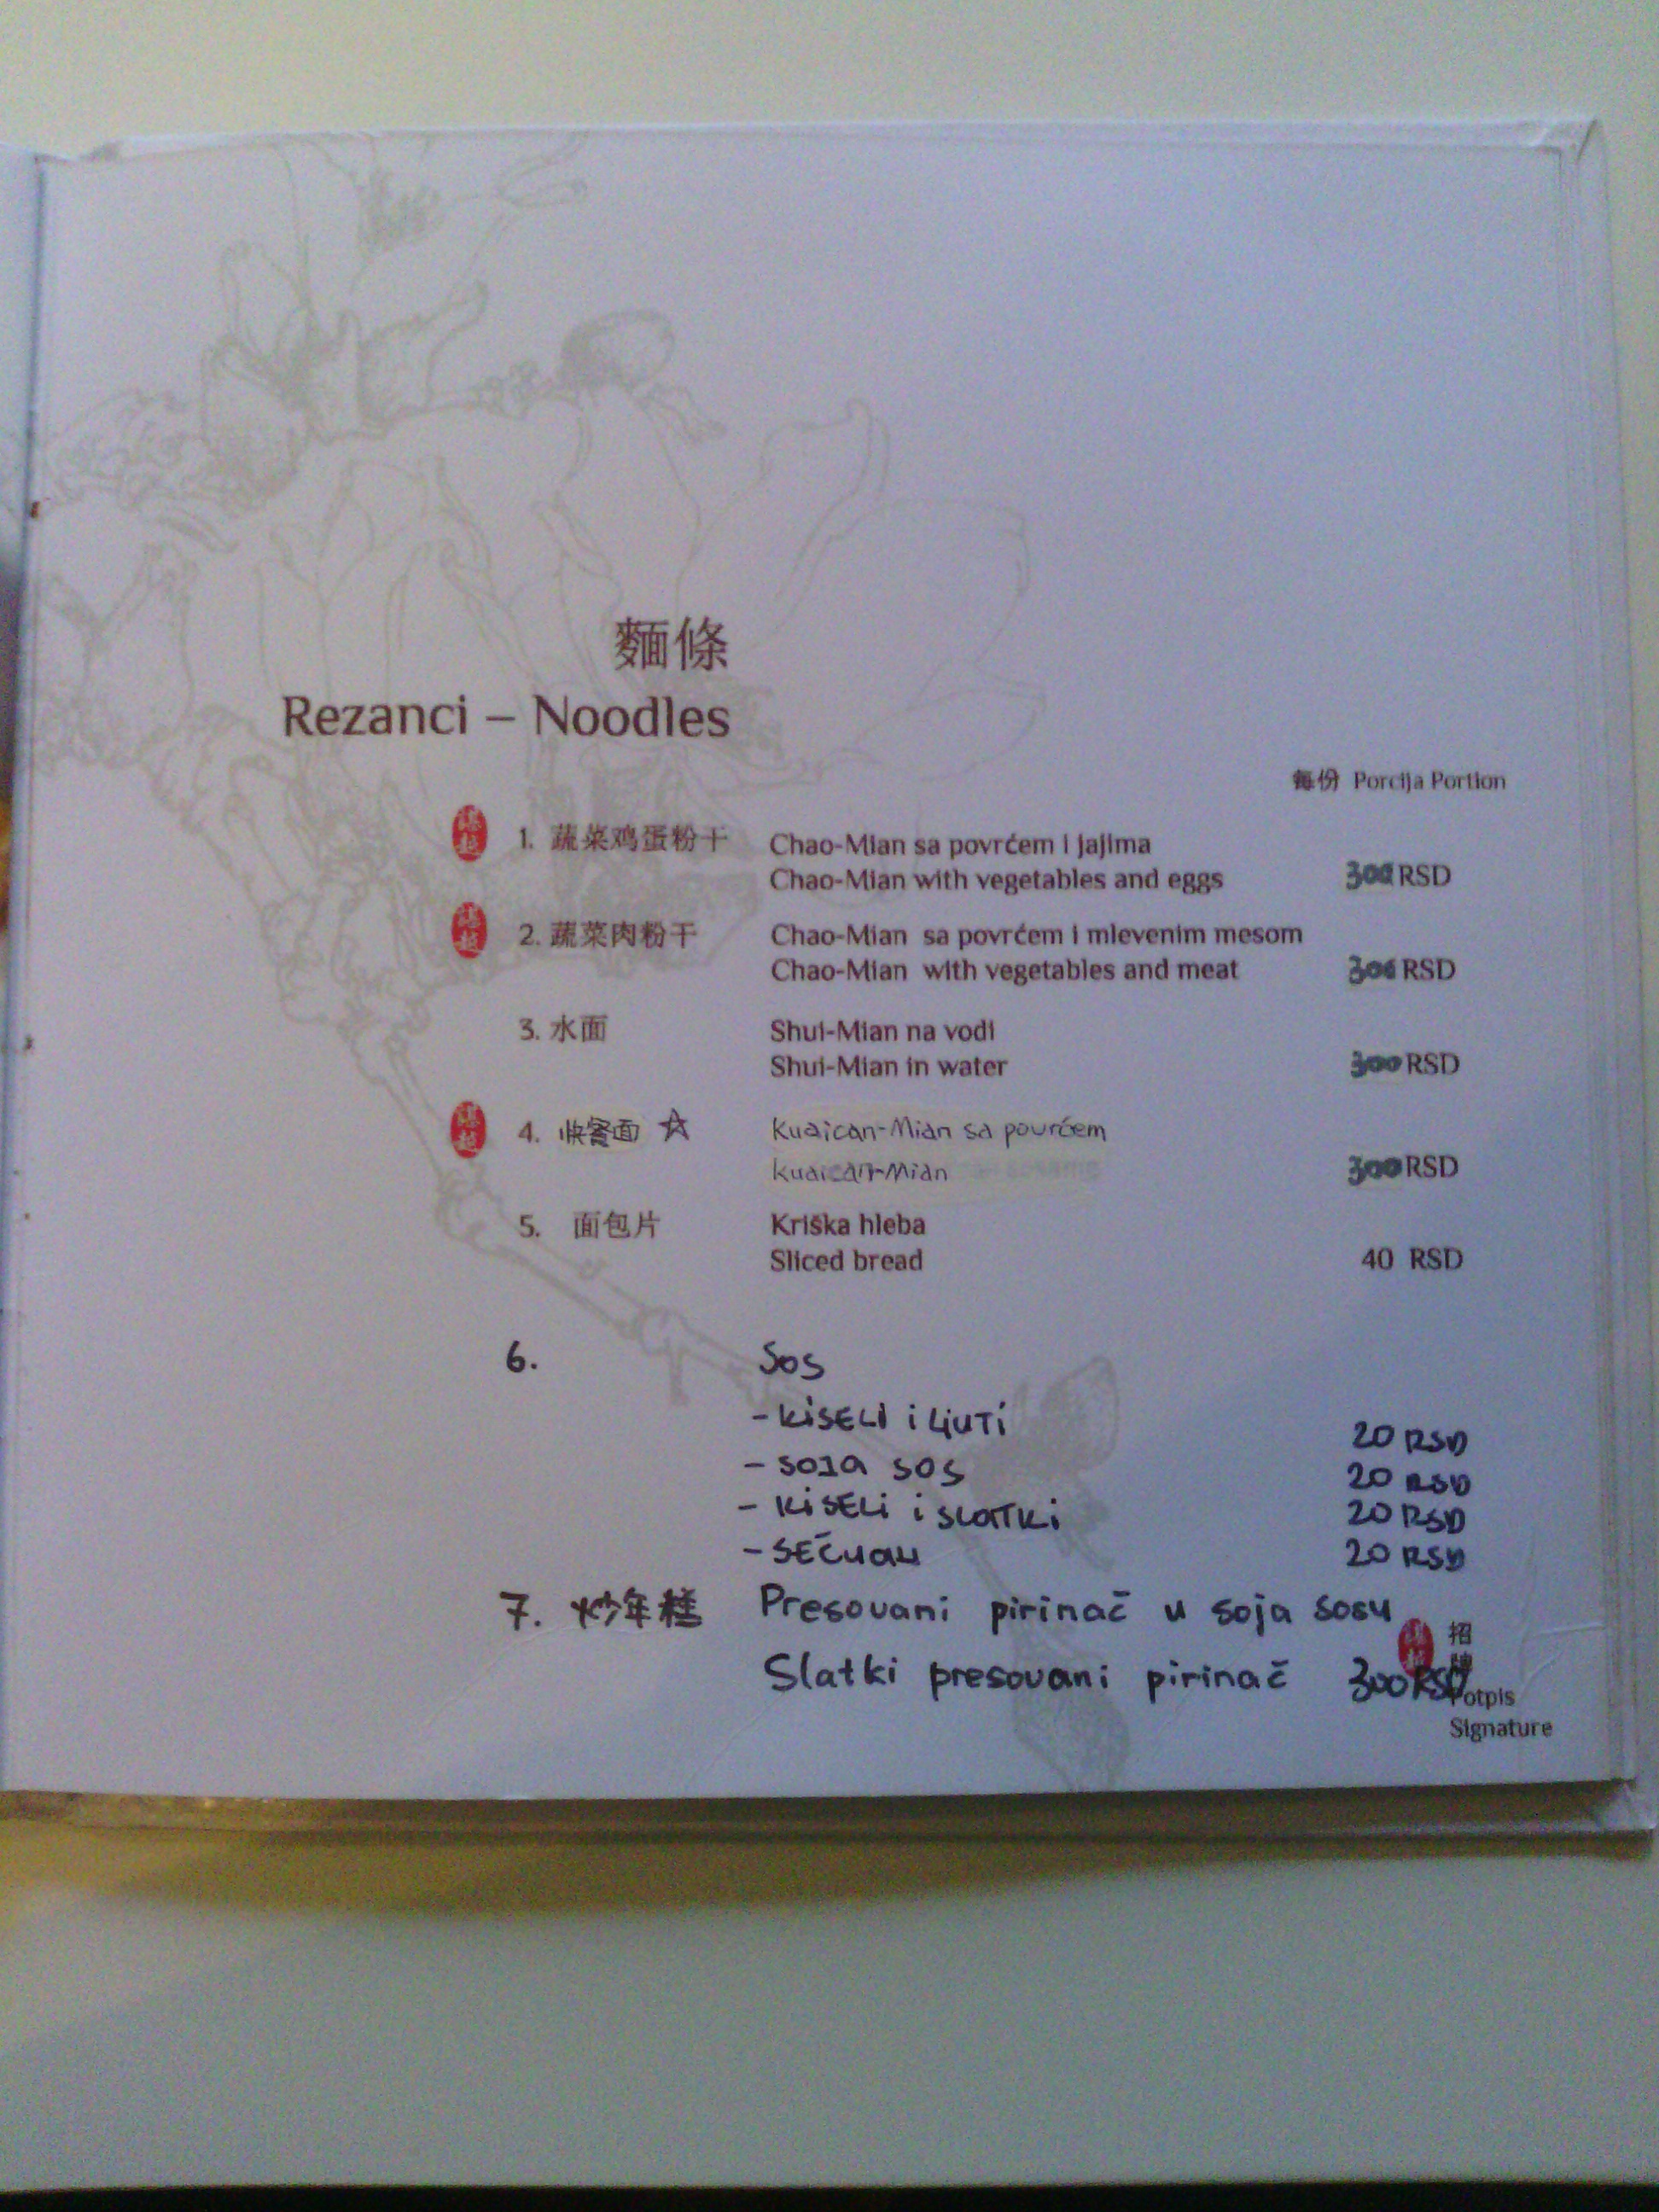 麵條
Rezanci – Noodles
每份 Porcija Portion
1. 蔬菜鸡蛋粉干 Chao-Mian sa povrćem i jajima
Chao-Mian with vegetables and eggs 300 RSD
2. 蔬菜肉粉干 Chao-Mian sa povrćem i mlevenim mesom
Chao-Mian with vegetables and meat 300 RSD
3. 水面 Shui-Mian na vodi
Shui-Mian in water 300 RSD
4. 快餐面 ☆ Kuaican-Mian sa povrćem
Kuaican-Mian 300 RSD
5. 面包片 Kriška hleba
Sliced bread 40 RSD
6. Sos
- KISELI i LJUTi 20 RSD
- SOJA SOS 20 RSD
- KiSELi i SLATKi 20 RSD
- SEČUAN 20 RSD
7. 炒年糕 Presovani pirinač u soja sosu
Slatki presovani pirinač 300 RSD
招牌
Potpis
Signature